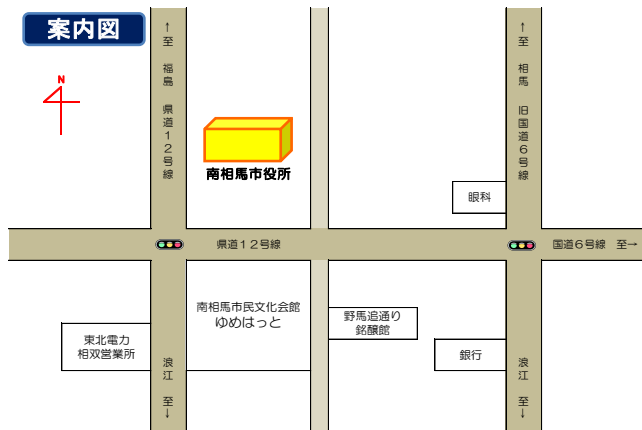 案内図
N
↑至 福島 県道12号線
↑至 相馬 旧国道6号線
南相馬市役所
眼科
県道12号線
国道6号線 至→
南相馬市民文化会館
ゆめはっと
野馬追通り
銘醸館
東北電力
相双営業所
銀行
浪江 至↓
浪江 至↓